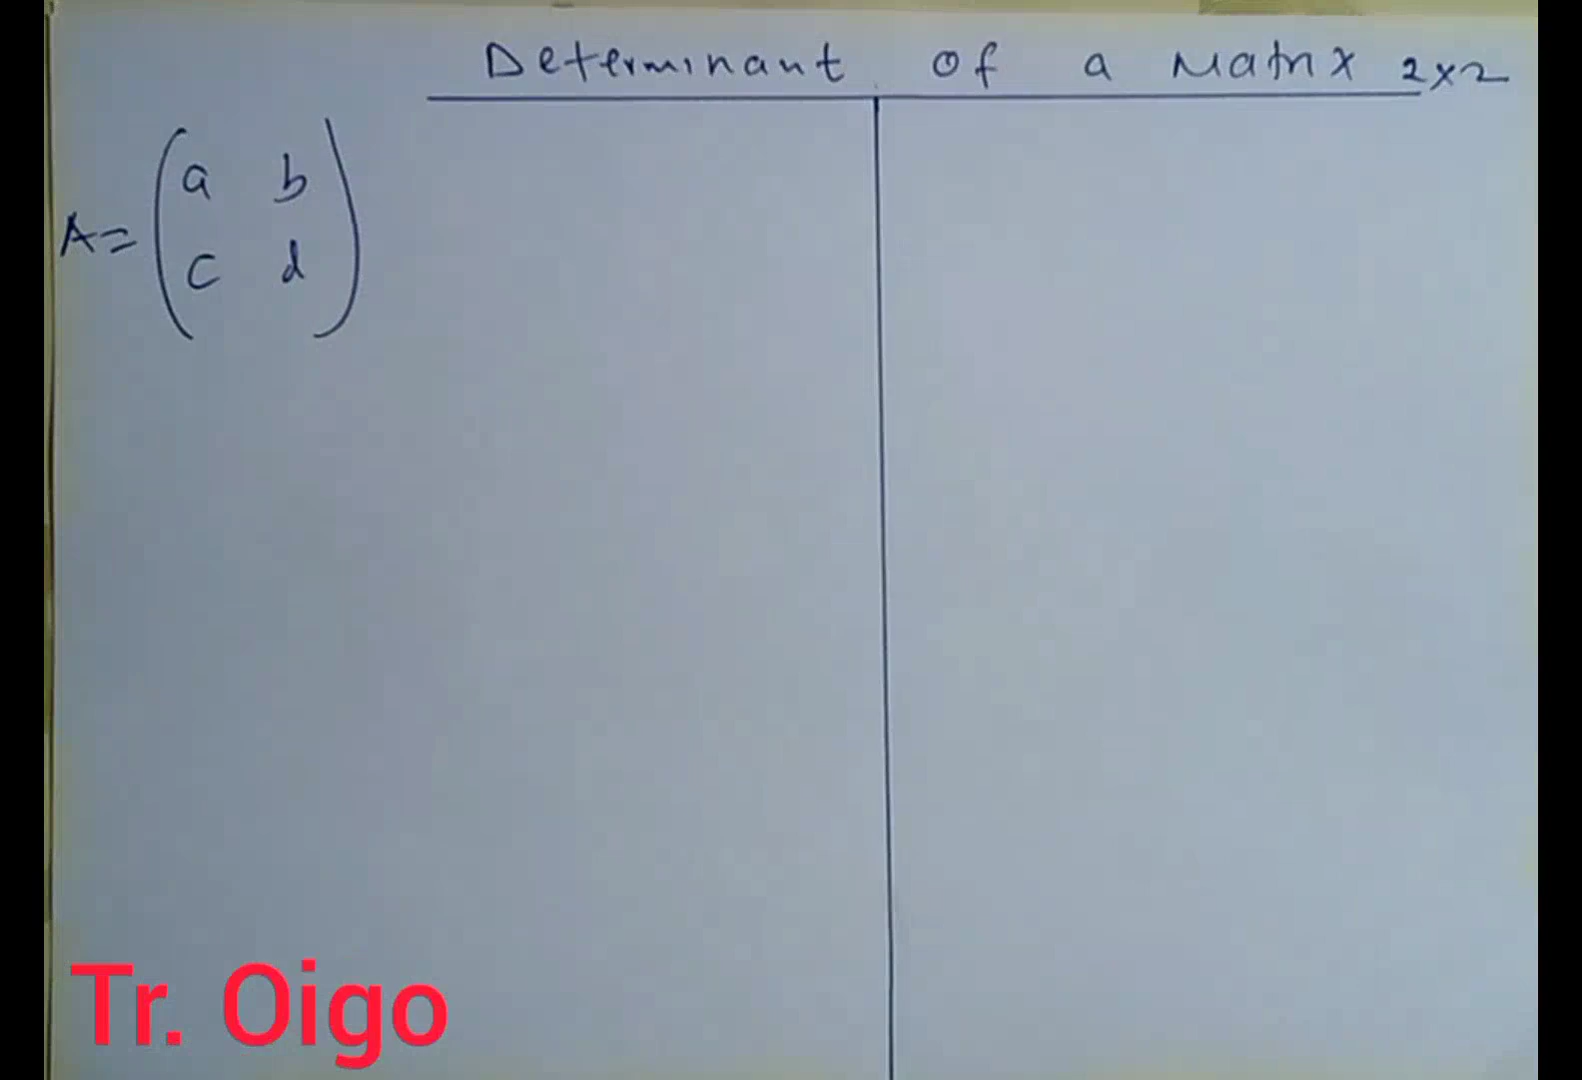 Determinant of a Matrix 2x2
A= (a b
c d)
Tr. Oigo